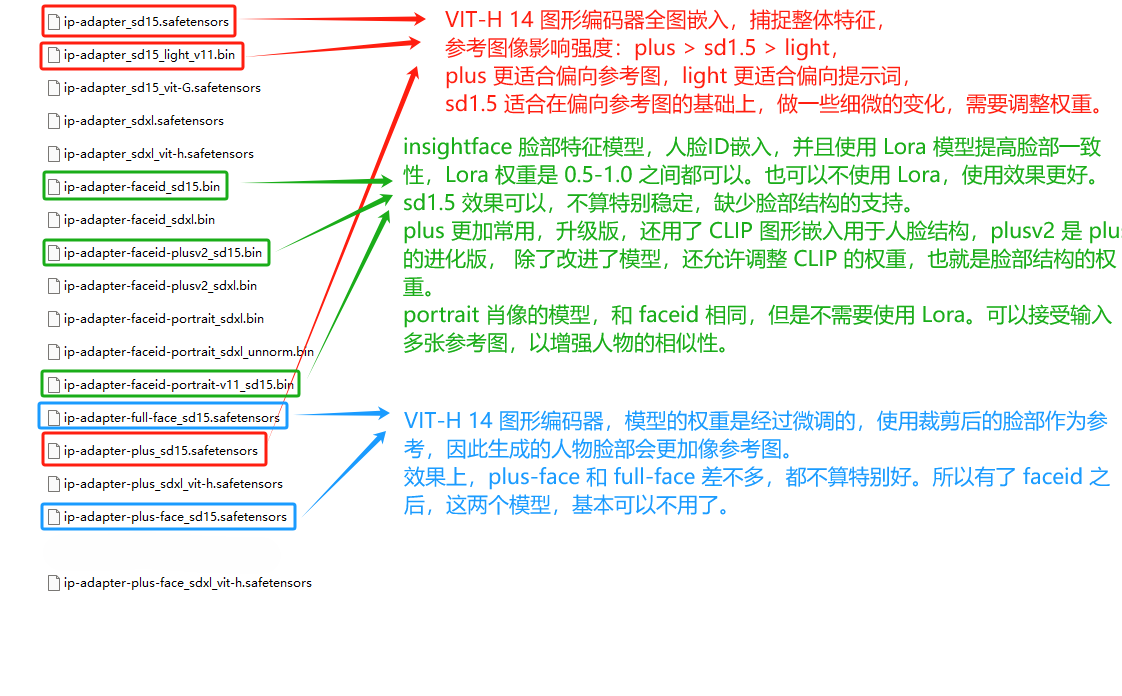 ip-adapter_sd15.safetensors
ip-adapter_sd15_light_v11.bin
ip-adapter_sd15_vit-G.safetensors
ip-adapter_sdxl.safetensors
ip-adapter_sdxl_vit-h.safetensors
ip-adapter-faceid_sd15.bin
ip-adapter-faceid_sdxl.bin
ip-adapter-faceid-plusv2_sd15.bin
ip-adapter-faceid-plusv2_sdxl.bin
ip-adapter-faceid-portrait_sdxl.bin
ip-adapter-faceid-portrait_sdxl_unnorm.bin
ip-adapter-faceid-portrait-v11_sd15.bin
ip-adapter-full-face_sd15.safetensors
ip-adapter-plus_sd15.safetensors
ip-adapter-plus_sdxl_vit-h.safetensors
ip-adapter-plus-face_sd15.safetensors
ip-adapter-plus-face_sdxl_vit-h.safetensors
VIT-H 14 图形编码器全图嵌入，捕捉整体特征，
参考图像影响强度：plus > sd1.5 > light，
plus 更适合偏向参考图，light 更适合偏向提示词，
sd1.5 适合在偏向参考图的基础上，做一些细微的变化，需要调整权重。
insightface 脸部特征模型，人脸ID嵌入，并且使用 Lora 模型提高脸部一致
性，Lora 权重是 0.5-1.0 之间都可以。也可以不使用 Lora，使用效果更好。
sd1.5 效果可以，不算特别稳定，缺少脸部结构的支持。
plus 更加常用，升级版，还用了 CLIP 图形嵌入用于人脸结构，plusv2 是 plus
的进化版， 除了改进了模型，还允许调整 CLIP 的权重，也就是脸部结构的权
重。
portrait 肖像的模型，和 faceid 相同，但是不需要使用 Lora。可以接受输入
多张参考图，以增强人物的相似性。
VIT-H 14 图形编码器，模型的权重是经过微调的，使用裁剪后的脸部作为参
考，因此生成的人物脸部会更加像参考图。
效果上，plus-face 和 full-face 差不多，都不算特别好。所以有了 faceid 之
后，这两个模型，基本可以不用了。